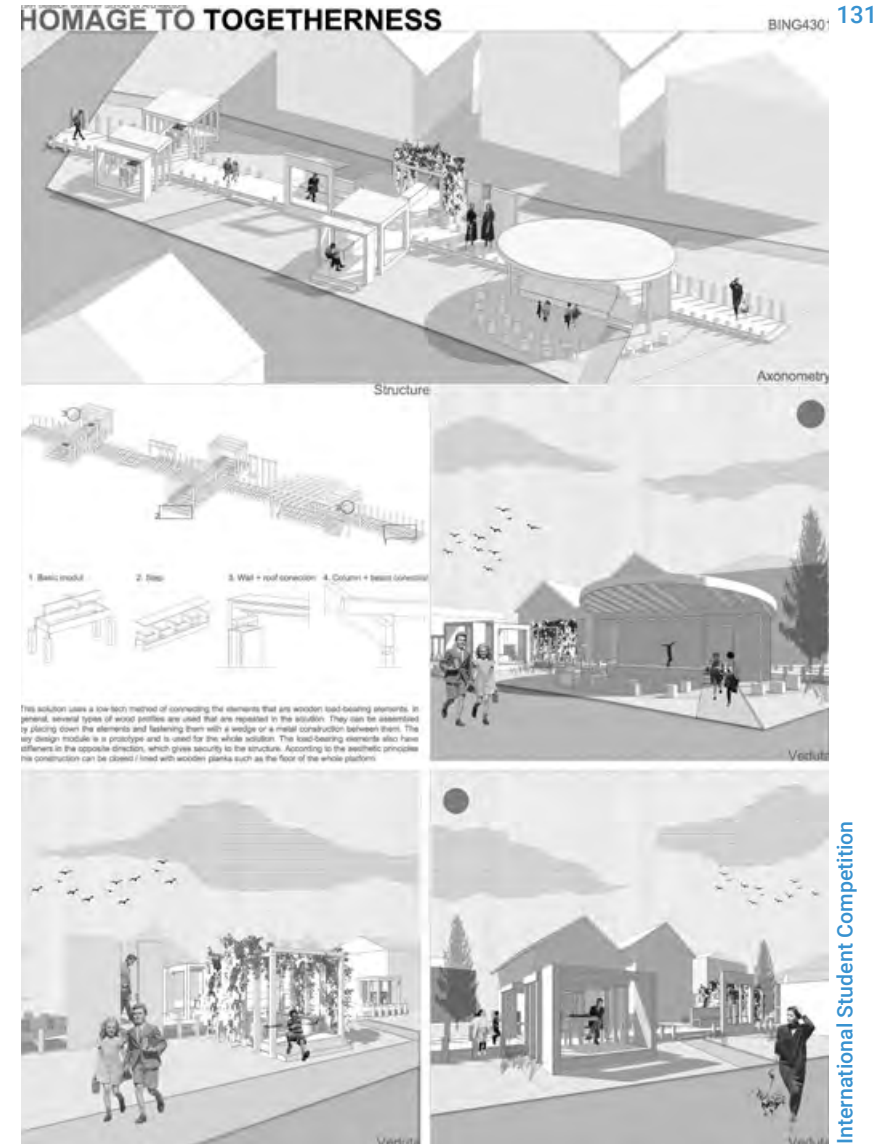 HOMAGE TO TOGETHERNESS
BING4301
131
Axonometry
Structure
1. Basic modul
2. Step
3. Wall + roof conection
4. Column + beam conection
This solution uses a low-tech method of connecting the elements that are wooden load-bearing elements. In
general, several types of wood profiles are used that are repeated in the solution. They can be assembled
by placing down the elements and fastening them with a wedge or a metal construction between them. The
key design module is a prototype and is used for the whole solution. The load-bearing elements also have
stiffeners in the opposite direction, which gives security to the structure. According to the aesthetic principles
this construction can be closed / lined with wooden planks such as the floor of the whole platform.
Veduta
Veduta
Veduta
International Student Competition